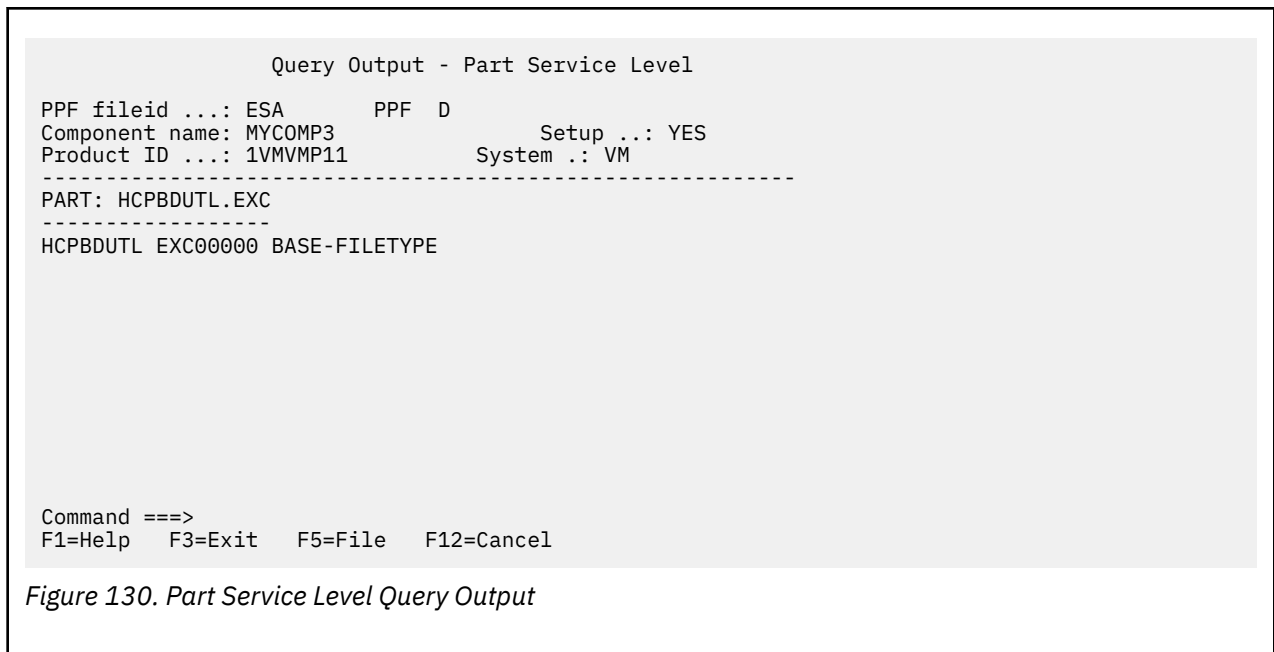 Query Output - Part Service Level
PPF fileid ...: ESA       PPF  D
Component name: MYCOMP3                Setup ..: YES
Product ID ...: 1VMVMP11          System .: VM
-----------------------------------------------------------
PART: HCPBDUTL.EXC
------------------
HCPBDUTL EXC00000 BASE-FILETYPE
Command ===>
F1=Help   F3=Exit   F5=File   F12=Cancel
Figure 130. Part Service Level Query Output